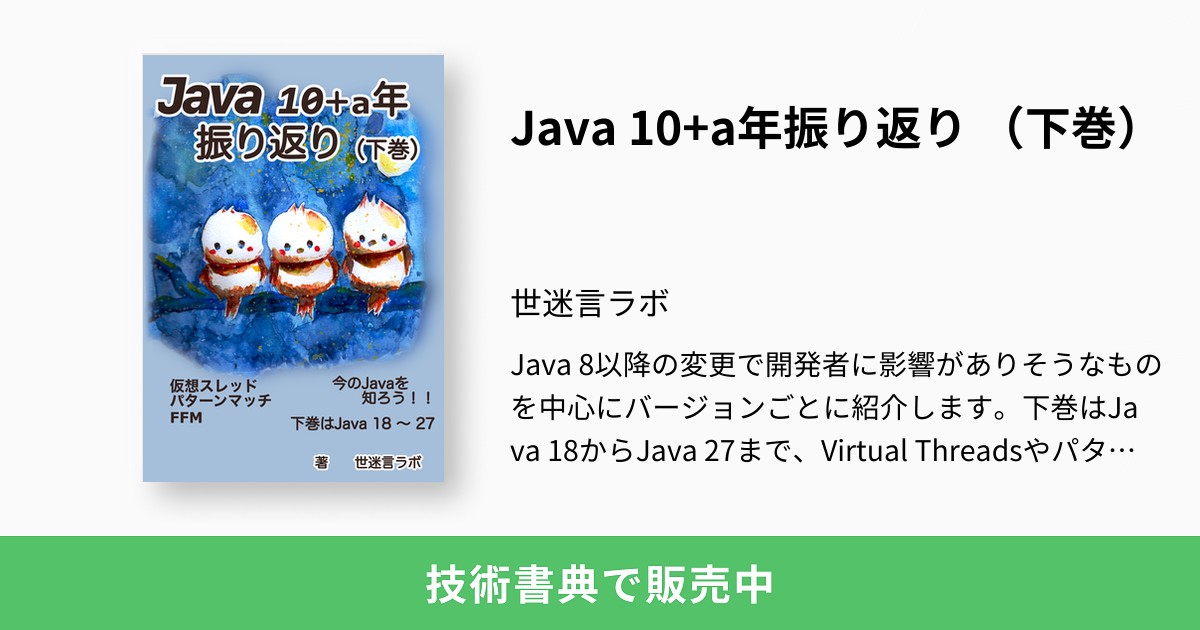 Java 10+a年
振り返り（下巻）
仮想スレッド
パターンマッチ
FFM
今のJavaを
知ろう！！
下巻はJava 18 ～ 27
著 世迷言ラボ
Java 10+a年振り返り （下巻）
世迷言ラボ
Java 8以降の変更で開発者に影響がありそうなもの
を中心にバージョンごとに紹介します。下巻はJa
va 18からJava 27まで、Virtual Threadsやパタ…
技術書典で販売中